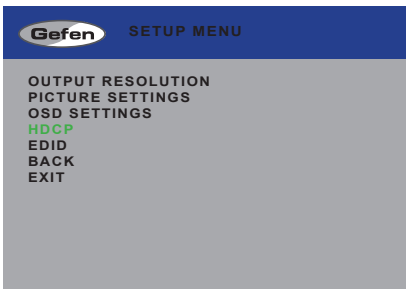 Gefen SETUP MENU
OUTPUT RESOLUTION
PICTURE SETTINGS
OSD SETTINGS
HDCP
EDID
BACK
EXIT